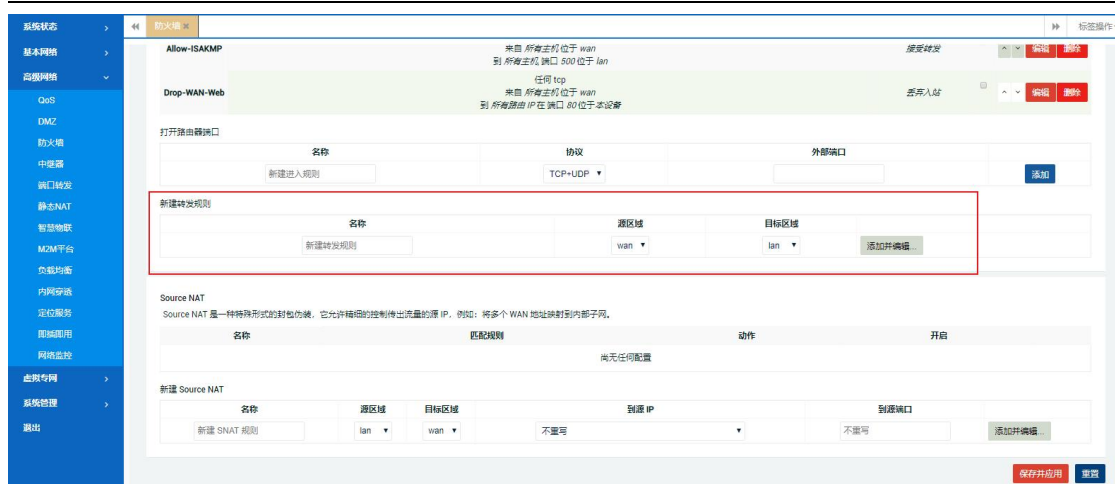 系统状态
基本网络
高级网络
QoS
DMZ
防火墙
中继器
端口转发
静态NAT
智慧物联
M2M平台
负载均衡
内网穿透
定位服务
即插即用
网络监控
虚拟专网
系统管理
退出
防火墙 ×
标签操作
Allow-ISAKMP
来自 所有主机 位于 wan
到 所有主机, 端口 500 位于 lan
接受转发
编辑 删除
Drop-WAN-Web
任何 tcp
来自 所有主机 位于 wan
到 所有路由 IP 在 端口 80 位于 本设备
丢弃入站
编辑 删除
打开路由器端口
名称 协议 外部端口
新建进入规则 TCP+UDP 添加
新建转发规则
名称 源区域 目标区域
新建转发规则 wan lan 添加并编辑...
Source NAT
Source NAT 是一种特殊形式的封包伪装，它允许精细的控制传出流量的源 IP，例如：将多个 WAN 地址映射到内部子网。
名称 匹配规则 动作 开启
尚无任何配置
新建 Source NAT
名称 源区域 目标区域 到源 IP 到源端口
新建 SNAT 规则 lan wan 不重写 不重写 添加并编辑...
保存并应用 重置